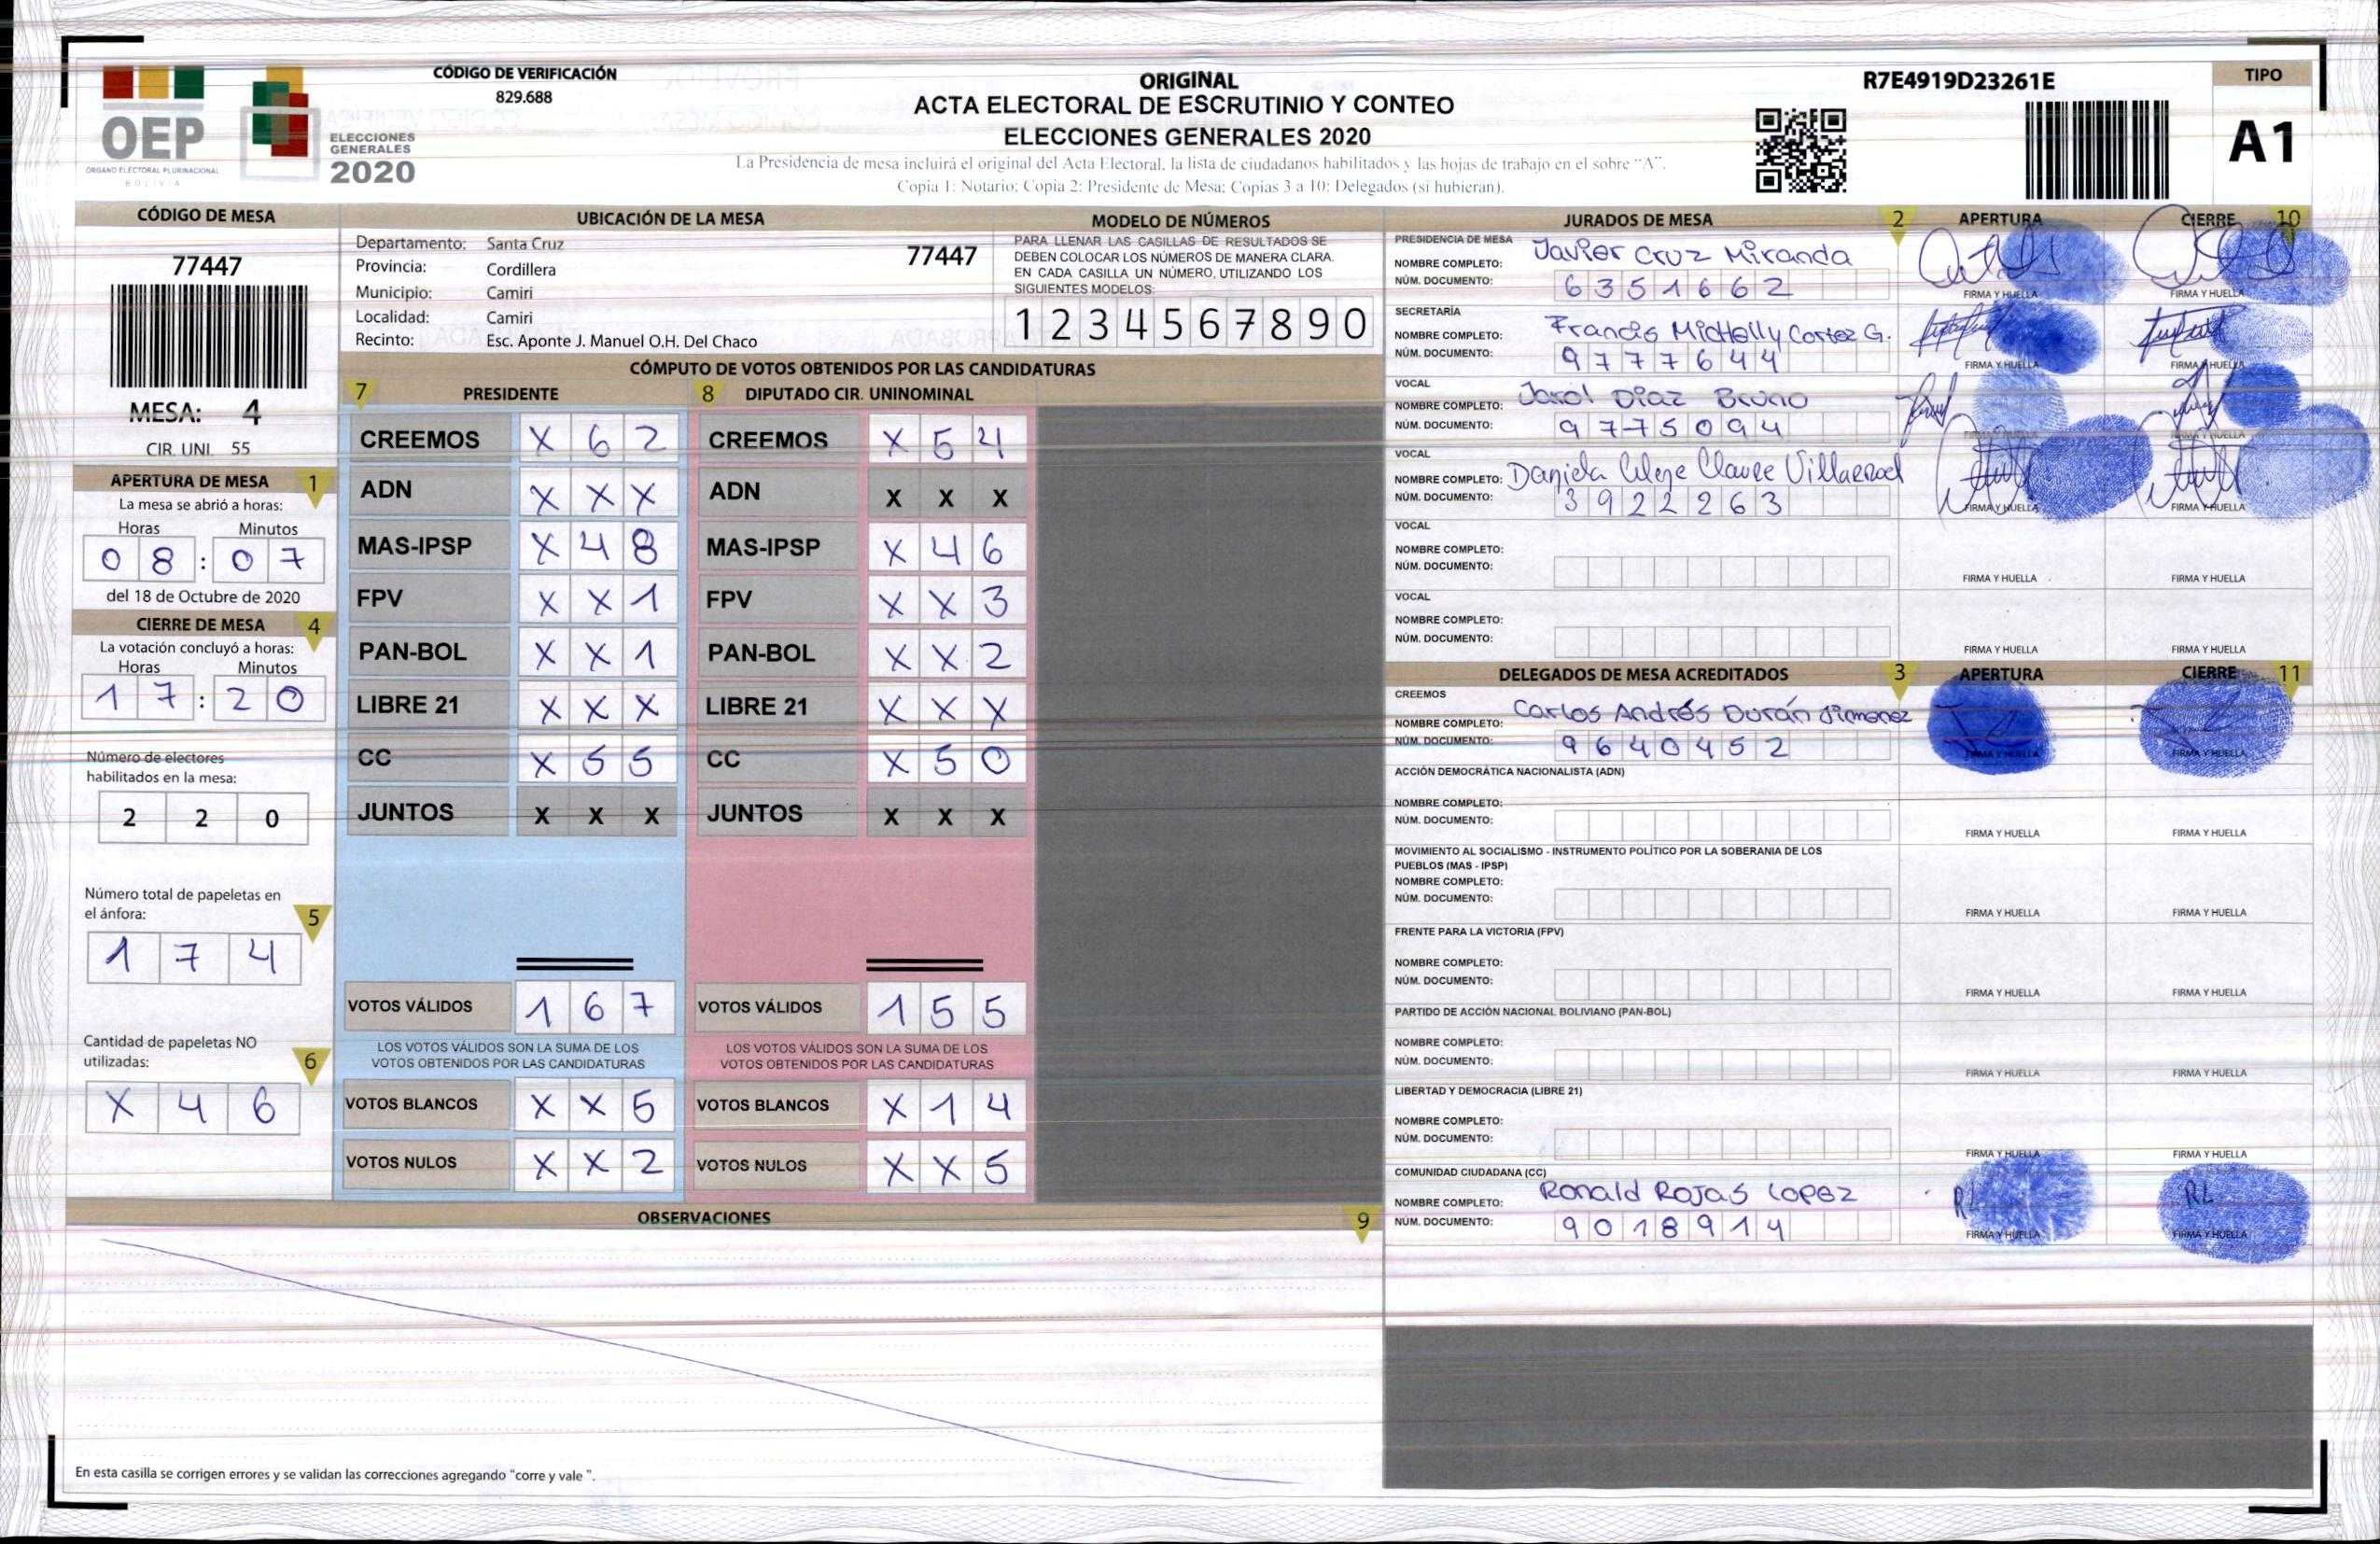 CÓDIGO DE VERIFICACIÓN
829.688
OEP
ÓRGANO ELECTORAL PLURINACIONAL
BOLIVIA
ELECCIONES
GENERALES
2020
ORIGINAL
ACTA ELECTORAL DE ESCRUTINIO Y CONTEO
ELECCIONES GENERALES 2020
La Presidencia de mesa incluirá el original del Acta Electoral, la lista de ciudadanos habilitados y las hojas de trabajo en el sobre "A".
Copia 1: Notario; Copia 2: Presidente de Mesa; Copias 3 a 10: Delegados (si hubieran).
R7E4919D23261E
TIPO
A1
CÓDIGO DE MESA
77447
MESA: 4
CIR. UNI. 55
APERTURA DE MESA 1
La mesa se abrió a horas:
Horas Minutos
0 8 : 0 7
del 18 de Octubre de 2020
CIERRE DE MESA 4
La votación concluyó a horas:
Horas Minutos
1 7 : 2 0
Número de electores
habilitados en la mesa:
2 2 0
Número total de papeletas en
el ánfora: 5
1 7 4
Cantidad de papeletas NO
utilizadas: 6
X 4 6
UBICACIÓN DE LA MESA
Departamento: Santa Cruz 77447
Provincia: Cordillera
Municipio: Camiri
Localidad: Camiri
Recinto: Esc. Aponte J. Manuel O.H. Del Chaco
MODELO DE NÚMEROS
PARA LLENAR LAS CASILLAS DE RESULTADOS SE
DEBEN COLOCAR LOS NÚMEROS DE MANERA CLARA.
EN CADA CASILLA UN NÚMERO, UTILIZANDO LOS
SIGUIENTES MODELOS:
1 2 3 4 5 6 7 8 9 0
CÓMPUTO DE VOTOS OBTENIDOS POR LAS CANDIDATURAS
7 PRESIDENTE 8 DIPUTADO CIR. UNINOMINAL
CREEMOS X 6 2 CREEMOS X 5 4
ADN X X X ADN X X X
MAS-IPSP X 4 8 MAS-IPSP X 4 6
FPV X X 1 FPV X X 3
PAN-BOL X X 1 PAN-BOL X X 2
LIBRE 21 X X X LIBRE 21 X X X
CC X 5 5 CC X 5 0
JUNTOS X X X JUNTOS X X X
VOTOS VÁLIDOS 1 6 7 VOTOS VÁLIDOS 1 5 5
LOS VOTOS VÁLIDOS SON LA SUMA DE LOS LOS VOTOS VÁLIDOS SON LA SUMA DE LOS
VOTOS OBTENIDOS POR LAS CANDIDATURAS VOTOS OBTENIDOS POR LAS CANDIDATURAS
VOTOS BLANCOS X X 5 VOTOS BLANCOS X 1 4
VOTOS NULOS X X 2 VOTOS NULOS X X 5
OBSERVACIONES 9
En esta casilla se corrigen errores y se validan las correcciones agregando "corre y vale ".
JURADOS DE MESA 2 APERTURA CIERRE 10
PRESIDENCIA DE MESA
NOMBRE COMPLETO: Javier Cruz Miranda
NÚM. DOCUMENTO: 6351662
FIRMA Y HUELLA FIRMA Y HUELLA
SECRETARÍA
NOMBRE COMPLETO: Francis Michelly Cortez G.
NÚM. DOCUMENTO: 9777644
FIRMA Y HUELLA FIRMA Y HUELLA
VOCAL
NOMBRE COMPLETO: Jarol Diaz Bruno
NÚM. DOCUMENTO: 9775094
FIRMA Y HUELLA FIRMA Y HUELLA
VOCAL
NOMBRE COMPLETO: Daniela Claure Villarroel
NÚM. DOCUMENTO: 3922263
FIRMA Y HUELLA FIRMA Y HUELLA
VOCAL
NOMBRE COMPLETO:
NÚM. DOCUMENTO:
FIRMA Y HUELLA FIRMA Y HUELLA
VOCAL
NOMBRE COMPLETO:
NÚM. DOCUMENTO:
FIRMA Y HUELLA FIRMA Y HUELLA
DELEGADOS DE MESA ACREDITADOS 3 APERTURA CIERRE 11
CREEMOS
NOMBRE COMPLETO: Carlos Andrés Durán Jimenez
NÚM. DOCUMENTO: 9640452
FIRMA Y HUELLA FIRMA Y HUELLA
ACCIÓN DEMOCRÁTICA NACIONALISTA (ADN)
NOMBRE COMPLETO:
NÚM. DOCUMENTO:
FIRMA Y HUELLA FIRMA Y HUELLA
MOVIMIENTO AL SOCIALISMO - INSTRUMENTO POLÍTICO POR LA SOBERANIA DE LOS
PUEBLOS (MAS - IPSP)
NOMBRE COMPLETO:
NÚM. DOCUMENTO:
FIRMA Y HUELLA FIRMA Y HUELLA
FRENTE PARA LA VICTORIA (FPV)
NOMBRE COMPLETO:
NÚM. DOCUMENTO:
FIRMA Y HUELLA FIRMA Y HUELLA
PARTIDO DE ACCIÓN NACIONAL BOLIVIANO (PAN-BOL)
NOMBRE COMPLETO:
NÚM. DOCUMENTO:
FIRMA Y HUELLA FIRMA Y HUELLA
LIBERTAD Y DEMOCRACIA (LIBRE 21)
NOMBRE COMPLETO:
NÚM. DOCUMENTO:
FIRMA Y HUELLA FIRMA Y HUELLA
COMUNIDAD CIUDADANA (CC)
NOMBRE COMPLETO: Ronald Rojas Lopez
NÚM. DOCUMENTO: 9018914
RL RL
FIRMA Y HUELLA FIRMA Y HUELLA